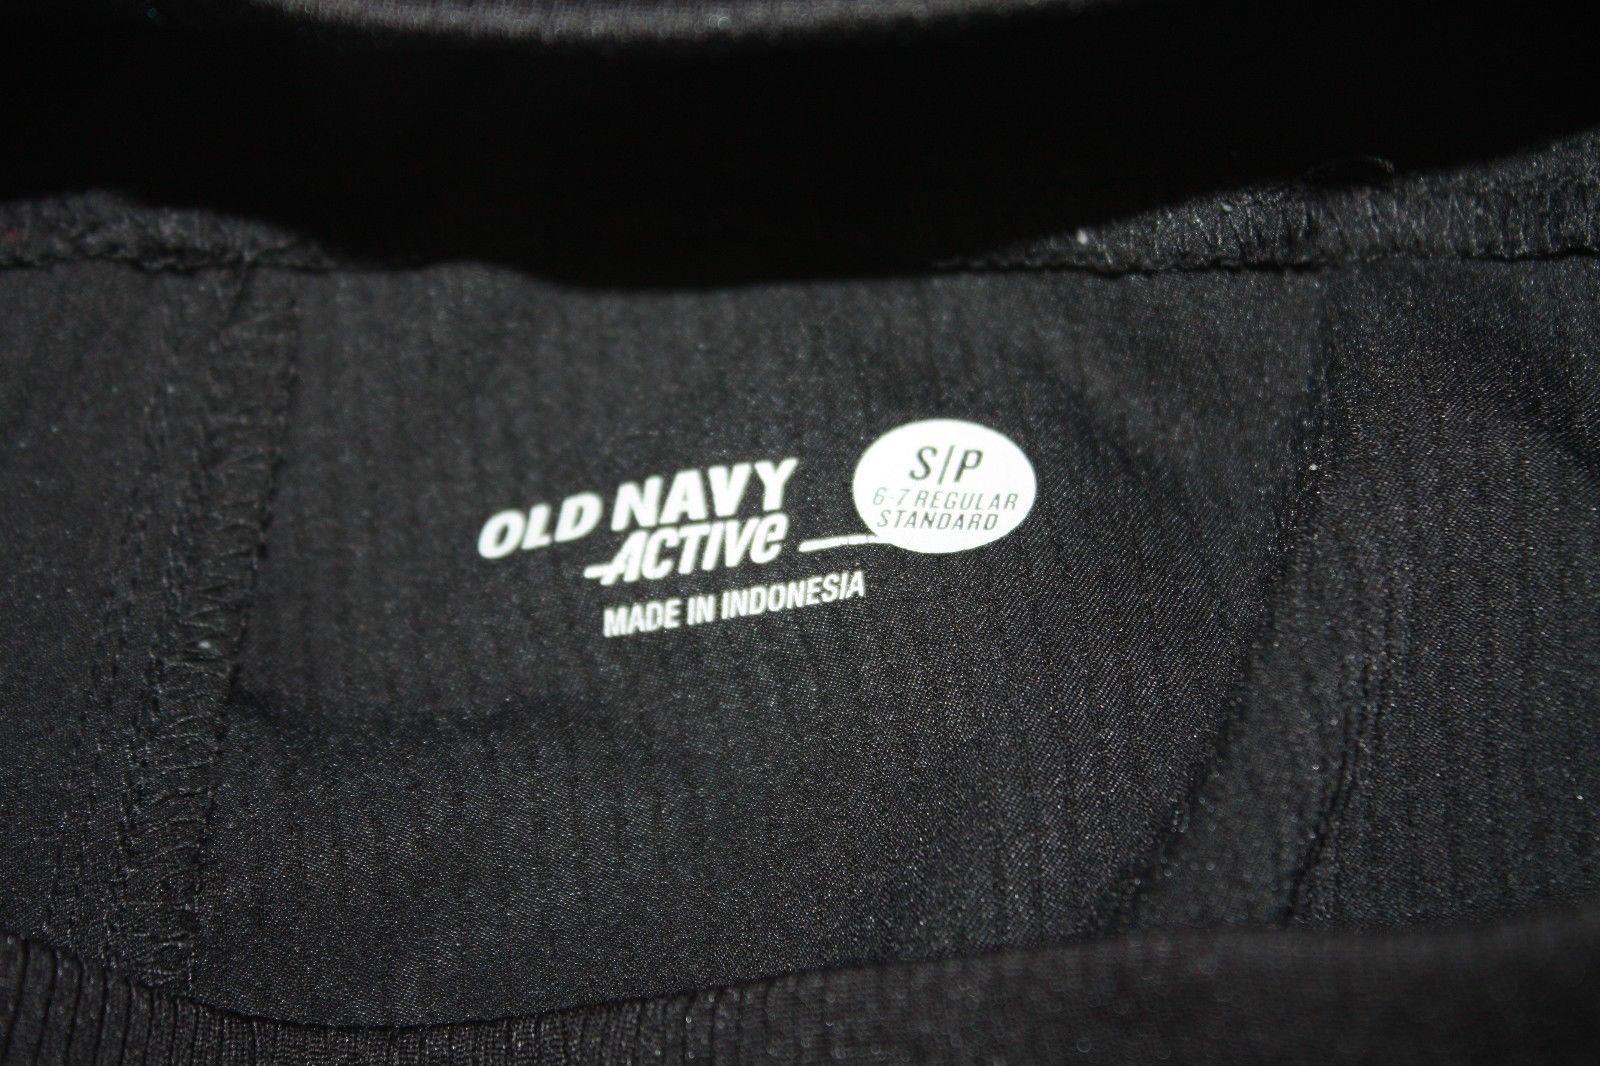 OLD NAVY
ACTIVE
MADE IN INDONESIA
S/P
6-7 REGULAR
STANDARD